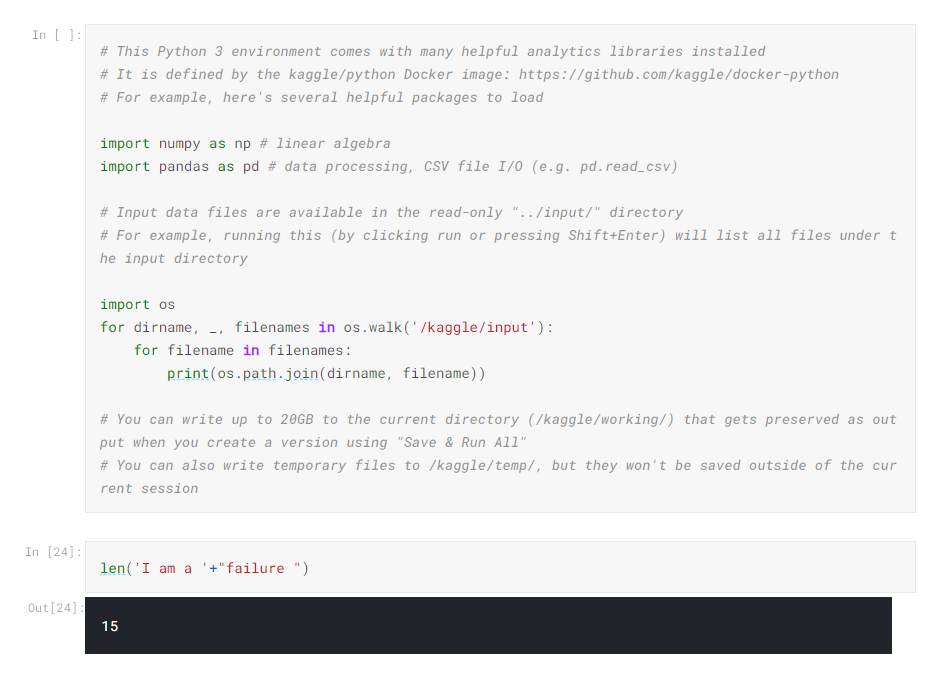 In [ ]:
# This Python 3 environment comes with many helpful analytics libraries installed
# It is defined by the kaggle/python Docker image: https://github.com/kaggle/docker-python
# For example, here's several helpful packages to load
import numpy as np # linear algebra
import pandas as pd # data processing, CSV file I/O (e.g. pd.read_csv)
# Input data files are available in the read-only "../input/" directory
# For example, running this (by clicking run or pressing Shift+Enter) will list all files under t
he input directory
import os
for dirname, _, filenames in os.walk('/kaggle/input'):
    for filename in filenames:
        print(os.path.join(dirname, filename))
# You can write up to 20GB to the current directory (/kaggle/working/) that gets preserved as out
put when you create a version using "Save & Run All"
# You can also write temporary files to /kaggle/temp/, but they won't be saved outside of the cur
rent session
In [24]:
len('I am a '+"failure ")
Out[24]:
15